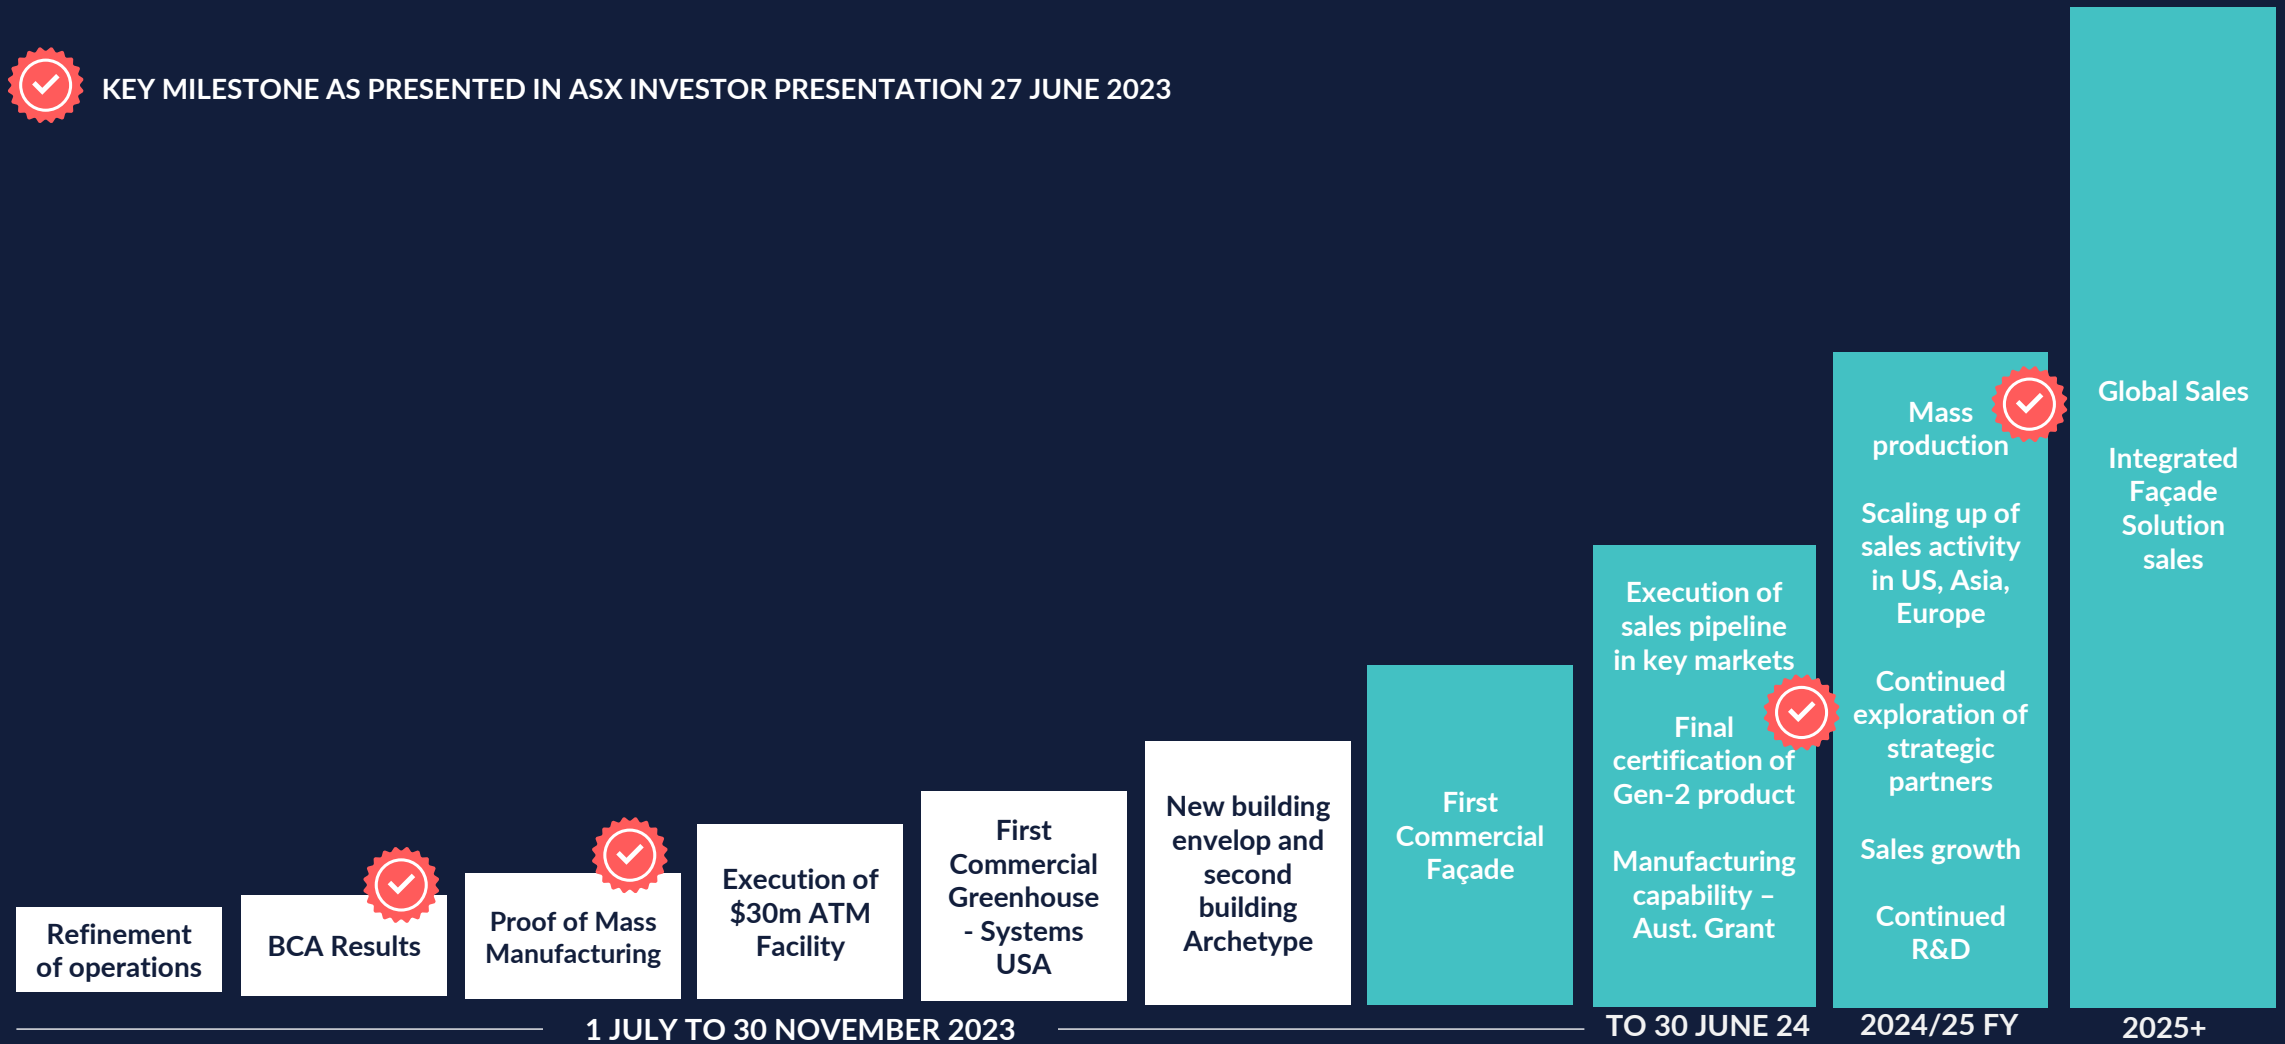 KEY MILESTONE AS PRESENTED IN ASX INVESTOR PRESENTATION 27 JUNE 2023
Refinement
of operations
BCA Results
Proof of Mass
Manufacturing
Execution of
$30m ATM
Facility
First
Commercial
Greenhouse
- Systems
USA
New building
envelop and
second
building
Archetype
First
Commercial
Façade
Execution of
sales pipeline
in key markets
Final
certification of
Gen-2 product
Manufacturing
capability –
Aust. Grant
Mass
production
Scaling up of
sales activity
in US, Asia,
Europe
Continued
exploration of
strategic
partners
Sales growth
Continued
R&D
Global Sales
Integrated
Façade
Solution
sales
1 JULY TO 30 NOVEMBER 2023
TO 30 JUNE 24
2024/25 FY
2025+